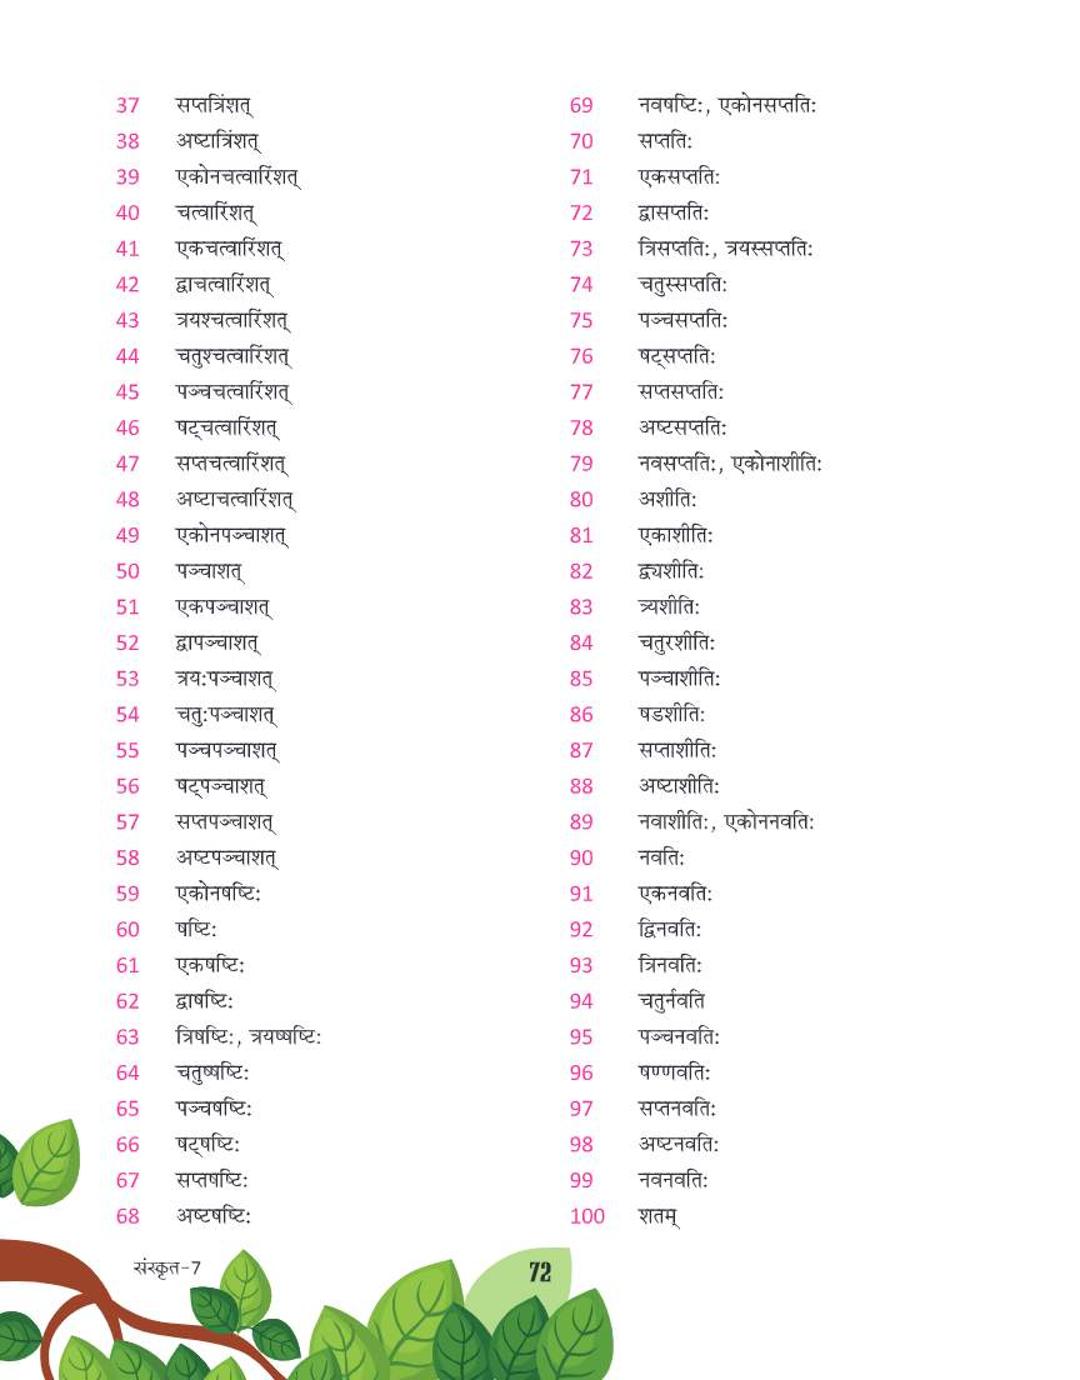 37 सप्तत्रिंशत्
38 अष्टात्रिंशत्
39 एकोनचत्वारिंशत्
40 चत्वारिंशत्
41 एकचत्वारिंशत्
42 द्वाचत्वारिंशत्
43 त्रयश्चत्वारिंशत्
44 चतुश्चत्वारिंशत्
45 पञ्चचत्वारिंशत्
46 षट्चत्वारिंशत्
47 सप्तचत्वारिंशत्
48 अष्टाचत्वारिंशत्
49 एकोनपञ्चाशत्
50 पञ्चाशत्
51 एकपञ्चाशत्
52 द्वापञ्चाशत्
53 त्रय:पञ्चाशत्
54 चतु:पञ्चाशत्
55 पञ्चपञ्चाशत्
56 षट्पञ्चाशत्
57 सप्तपञ्चाशत्
58 अष्टपञ्चाशत्
59 एकोनषष्टि:
60 षष्टि:
61 एकषष्टि:
62 द्वाषष्टि:
63 त्रिषष्टि:, त्रयष्षष्टि:
64 चतुष्षष्टि:
65 पञ्चषष्टि:
66 षट्षष्टि:
67 सप्तषष्टि:
68 अष्टषष्टि:
69 नवषष्टि:, एकोनसप्तति:
70 सप्तति:
71 एकसप्तति:
72 द्वासप्तति:
73 त्रिसप्तति:, त्रयस्सप्तति:
74 चतुस्सप्तति:
75 पञ्चसप्तति:
76 षट्सप्तति:
77 सप्तसप्तति:
78 अष्टसप्तति:
79 नवसप्तति:, एकोनाशीति:
80 अशीति:
81 एकाशीति:
82 द्व्यशीति:
83 त्र्यशीति:
84 चतुरशीति:
85 पञ्चाशीति:
86 षडशीति:
87 सप्ताशीति:
88 अष्टाशीति:
89 नवाशीति:, एकोननवति:
90 नवति:
91 एकनवति:
92 द्विनवति:
93 त्रिनवति:
94 चतुर्नवति
95 पञ्चनवति:
96 षण्णवति:
97 सप्तनवति:
98 अष्टनवति:
99 नवनवति:
100 शतम्
संस्कृत-7
72